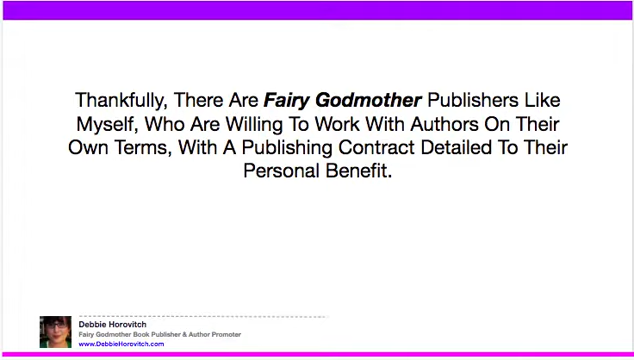 Thankfully, There Are Fairy Godmother Publishers Like
Myself, Who Are Willing To Work With Authors On Their
Own Terms, With A Publishing Contract Detailed To Their
Personal Benefit.
Debbie Horovitch
Fairy Godmother Book Publisher & Author Promoter
www.DebbieHorovitch.com